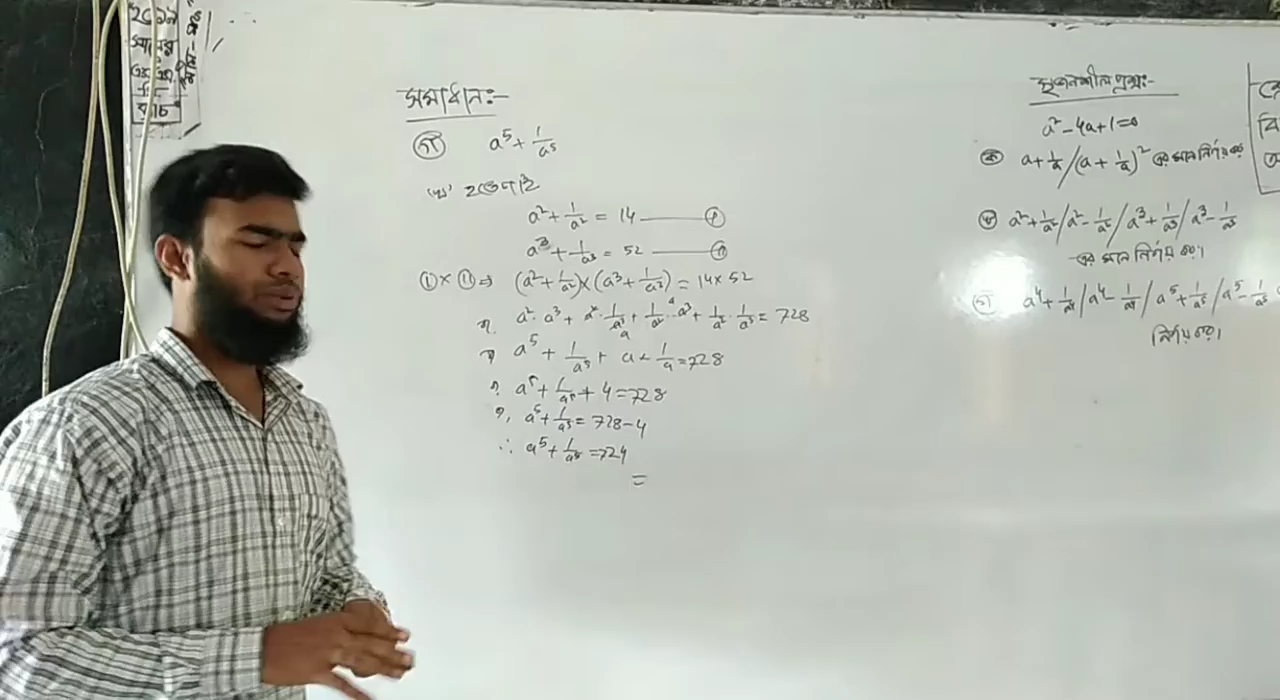 ২০১৯
সালের
সমাধানঃ-
গ a⁵ + 1/a⁵
'খ' হতে পাই
a² + 1/a² = 14 ——— ⓘ
a³ + 1/a³ = 52 ——— ⓘⓘ
ⓘ × ⓘⓘ ⇒ (a² + 1/a²) × (a³ + 1/a³) = 14 × 52
বা, a² · a³ + a² · 1/a³ + 1/a² · a³ + 1/a² · 1/a³ = 728
বা, a⁵ + 1/a⁵ + a + 1/a = 728
বা, a⁵ + 1/a⁵ + 4 = 728
বা, a⁵ + 1/a⁵ = 728 - 4
∴ a⁵ + 1/a⁵ = 724
=
সৃজনশীল প্রশ্নঃ-
a² - 4a + 1 = 0
ক a + 1/a / (a + 1/a)² এর মান নির্ণয় কর
খ a² + 1/a² / a² - 1/a² / a³ + 1/a³ / a³ - 1/a³
এর মান নির্ণয় কর।
গ a⁴ + 1/a⁴ / a⁴ - 1/a⁴ / a⁵ + 1/a⁵ / a⁵ - 1/a⁵
নির্ণয় কর।